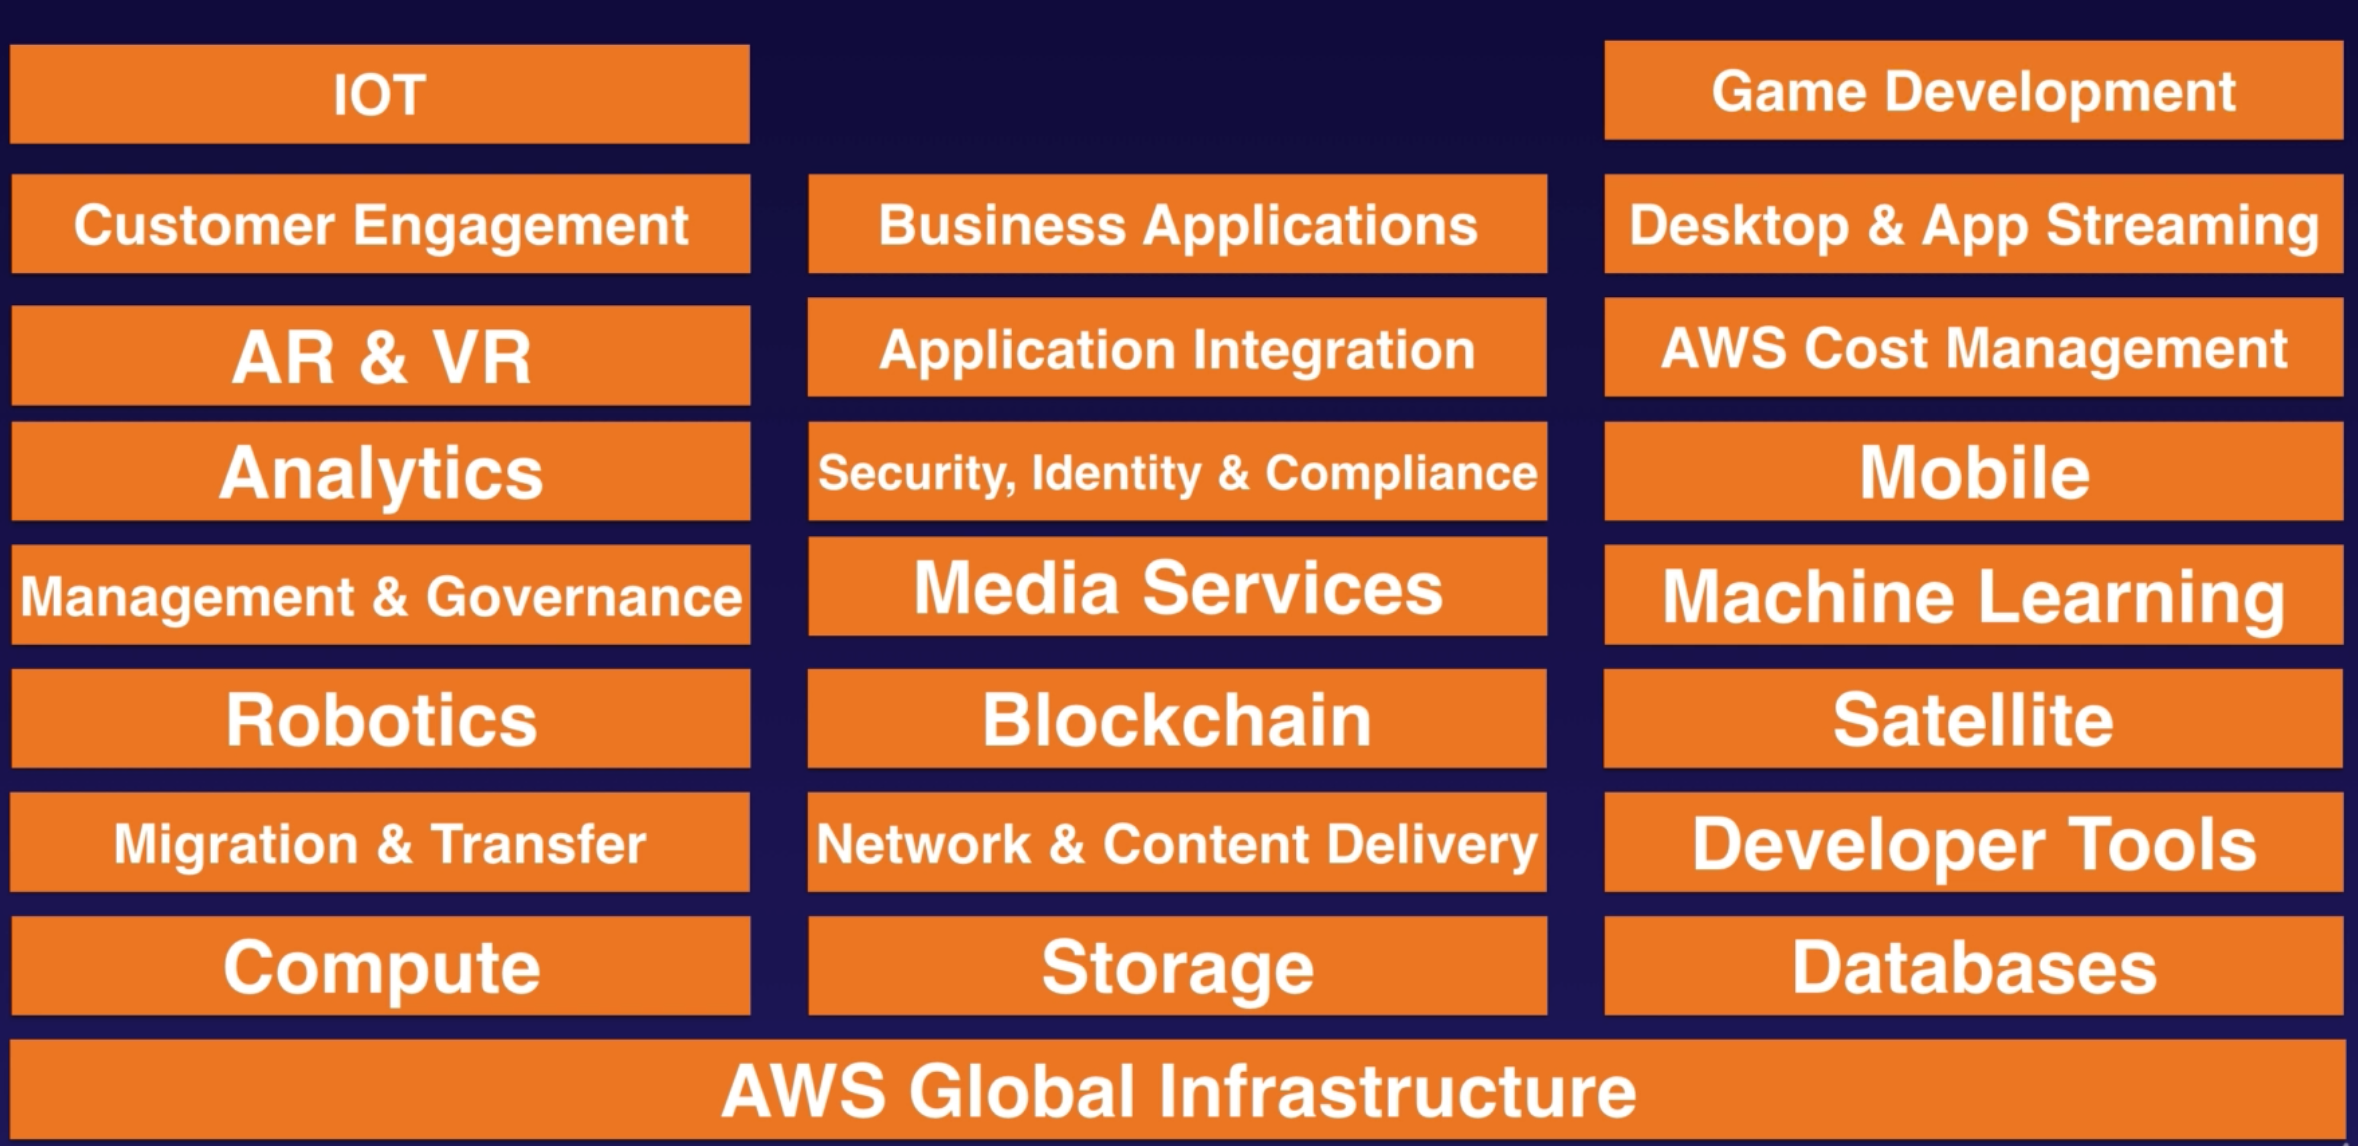 IOT
Game Development
Customer Engagement
Business Applications
Desktop & App Streaming
AR & VR
Application Integration
AWS Cost Management
Analytics
Security, Identity & Compliance
Mobile
Management & Governance
Media Services
Machine Learning
Robotics
Blockchain
Satellite
Migration & Transfer
Network & Content Delivery
Developer Tools
Compute
Storage
Databases
AWS Global Infrastructure